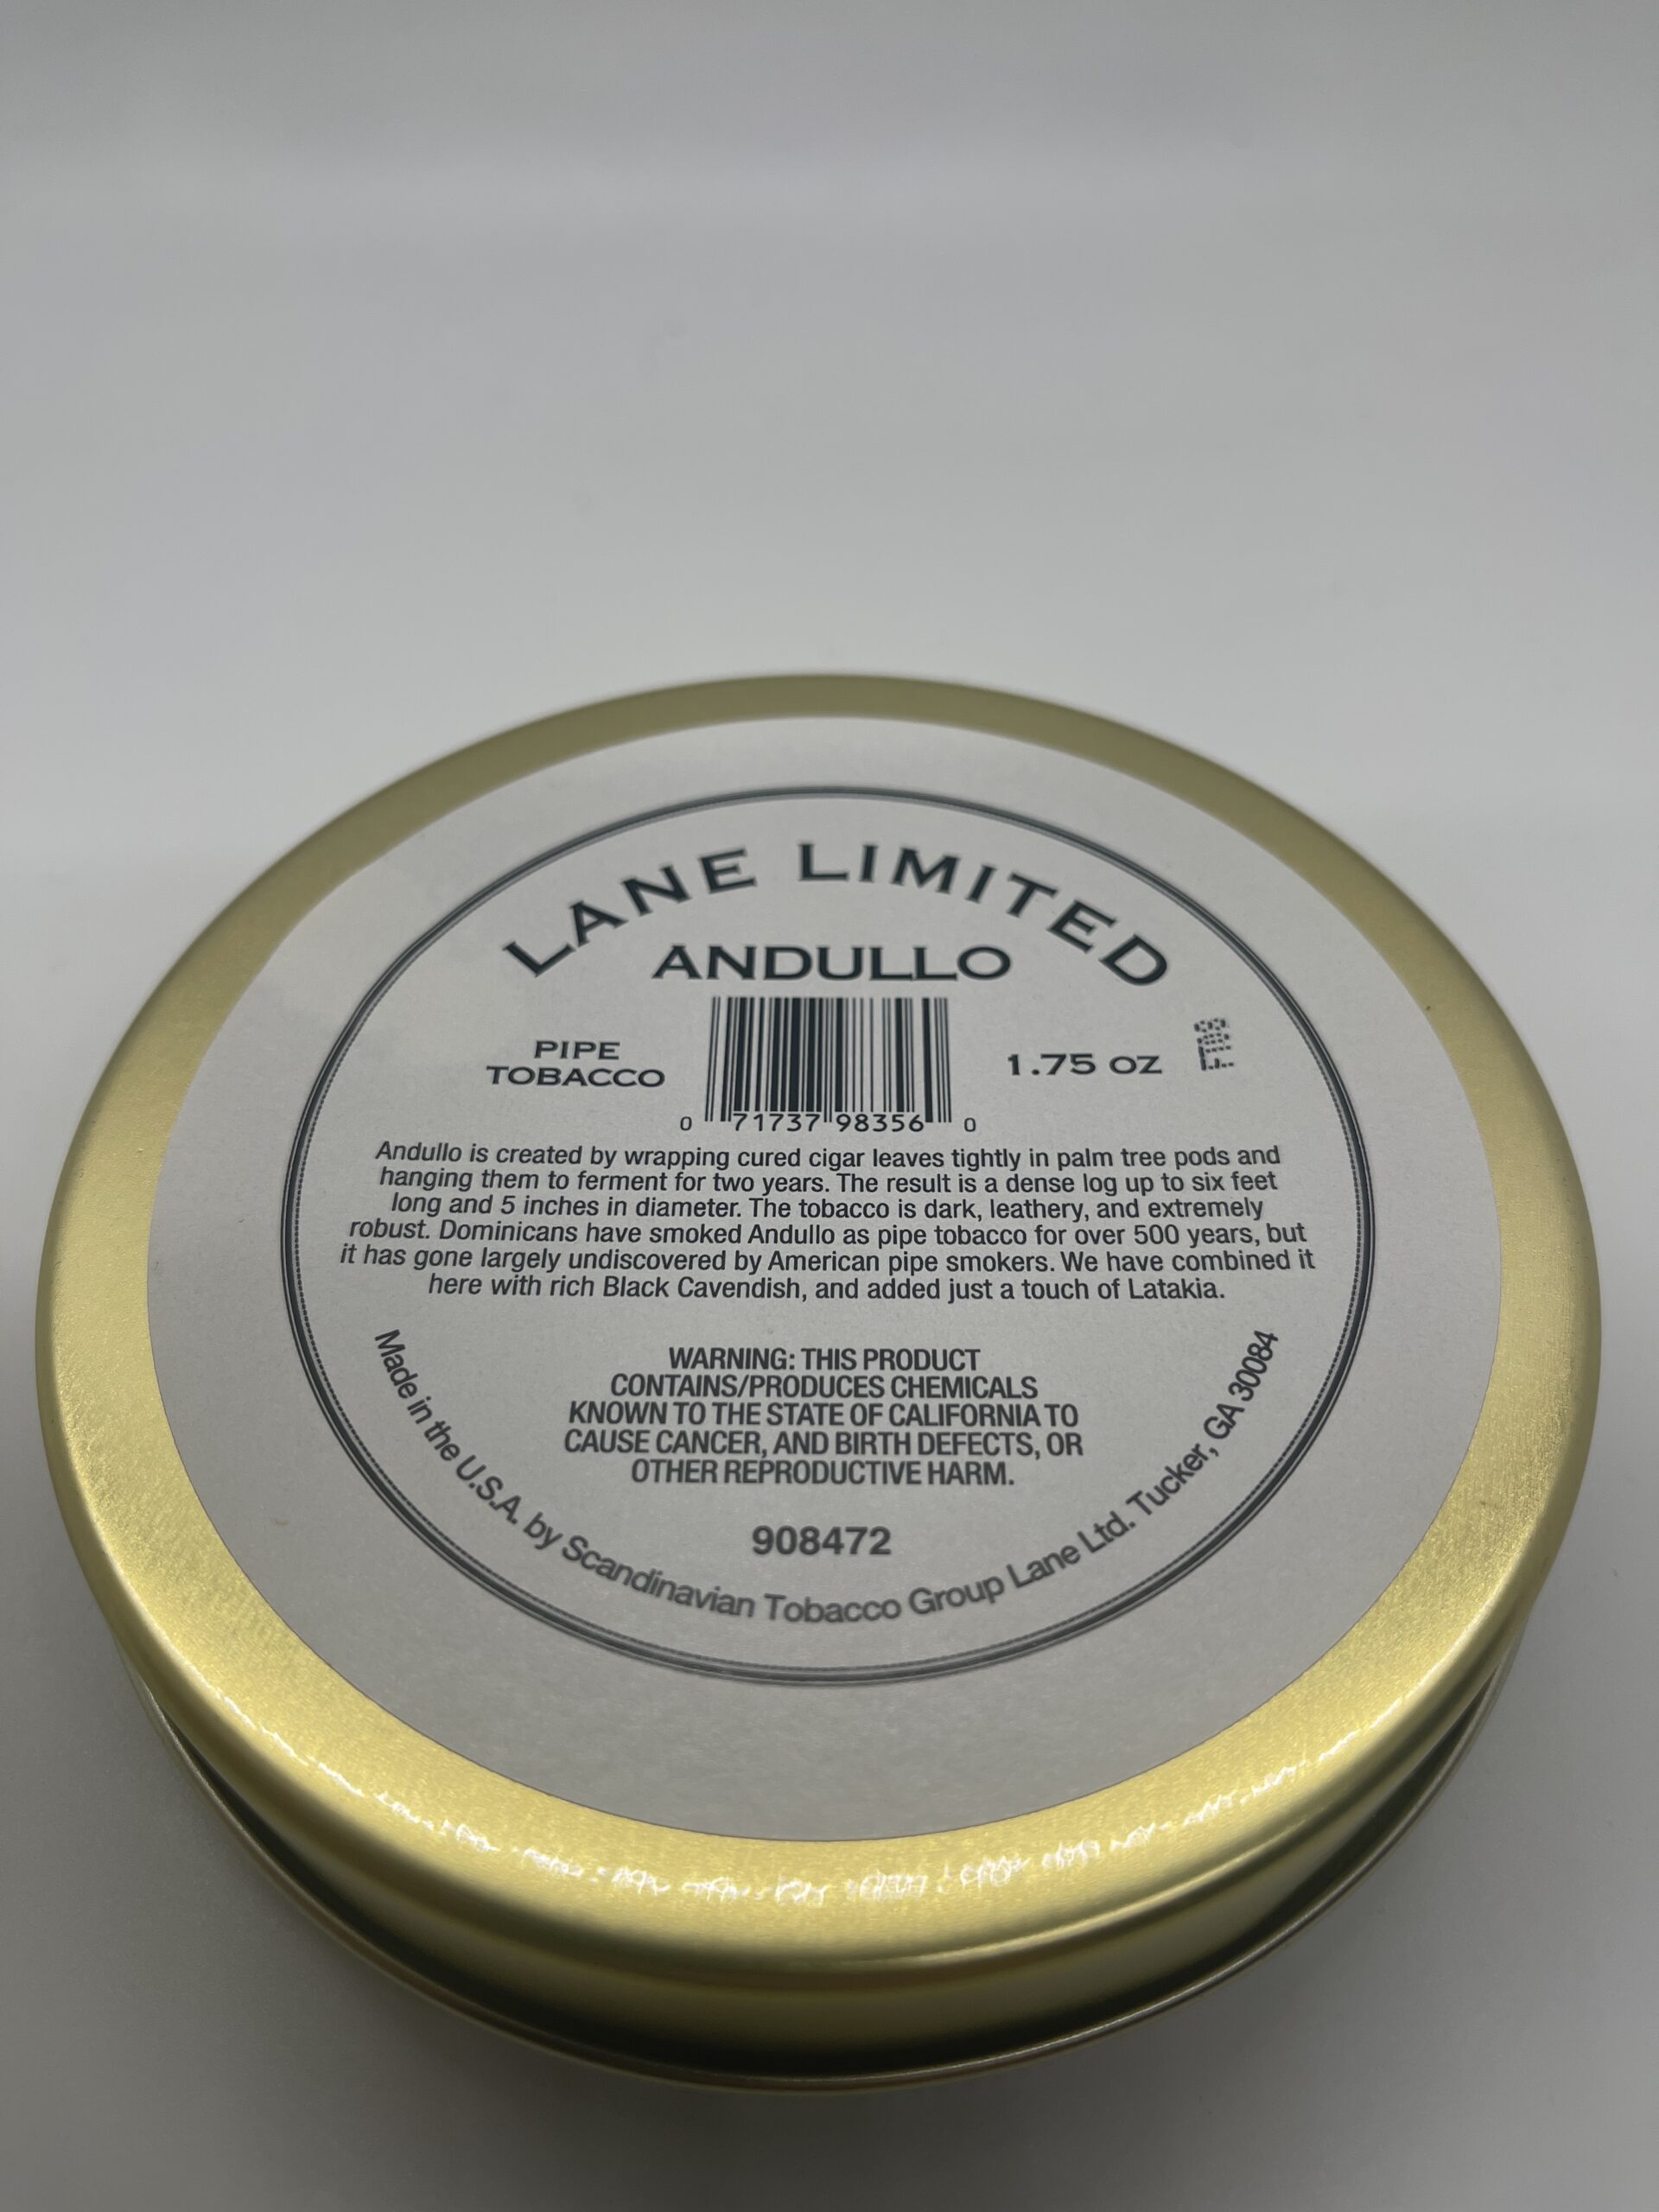 LANE LIMITED
ANDULLO
PIPE
TOBACCO
1.75 OZ
0 71737 98356 0
Andullo is created by wrapping cured cigar leaves tightly in palm tree pods and
hanging them to ferment for two years. The result is a dense log up to six feet
long and 5 inches in diameter. The tobacco is dark, leathery, and extremely
robust. Dominicans have smoked Andullo as pipe tobacco for over 500 years, but
it has gone largely undiscovered by American pipe smokers. We have combined it
here with rich Black Cavendish, and added just a touch of Latakia.
WARNING: THIS PRODUCT
CONTAINS/PRODUCES CHEMICALS
KNOWN TO THE STATE OF CALIFORNIA TO
CAUSE CANCER, AND BIRTH DEFECTS, OR
OTHER REPRODUCTIVE HARM.
908472
Made in the U.S.A. by Scandinavian Tobacco Group Lane Ltd. Tucker, GA 30084